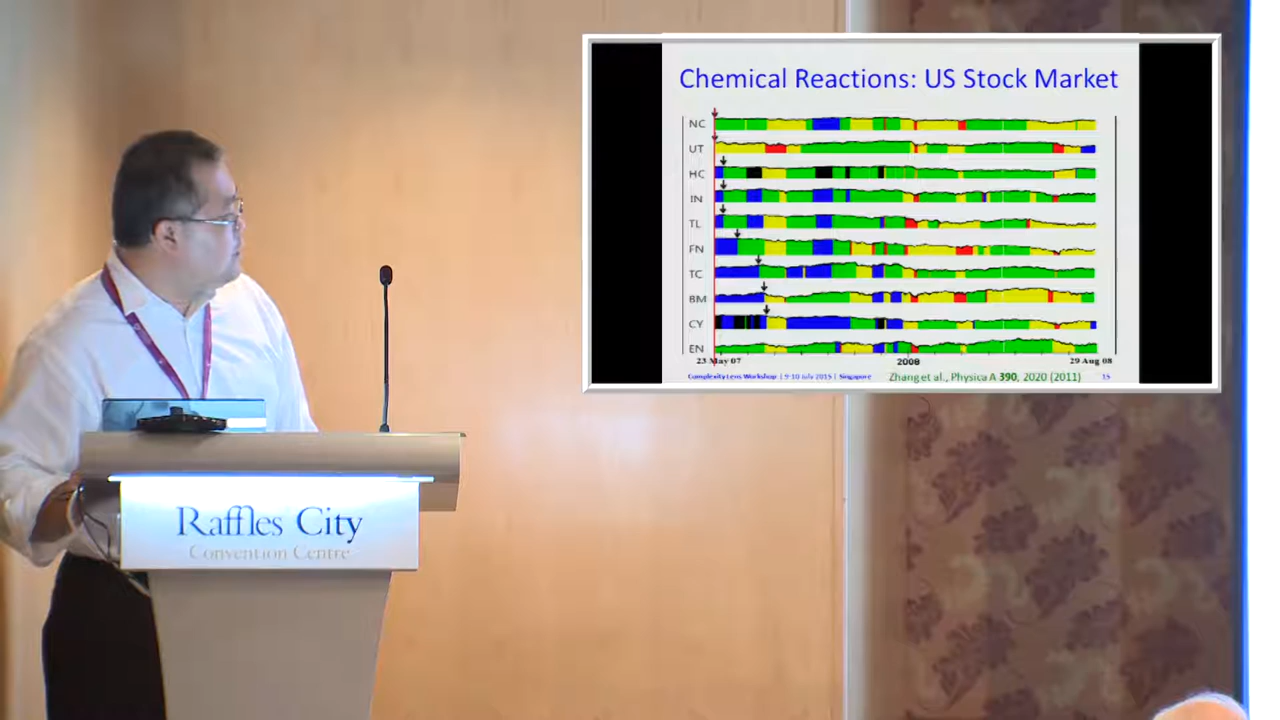 Chemical Reactions: US Stock Market
NC
UT
HC
IN
TL
FN
TC
BM
CY
EN
23 May 07 2008 29 Aug 08
Complexity Lens Workshop | 9-10 July 2015 | Singapore Zhang et al., Physica A 390, 2020 (2011) 15
Raffles City
Convention Centre